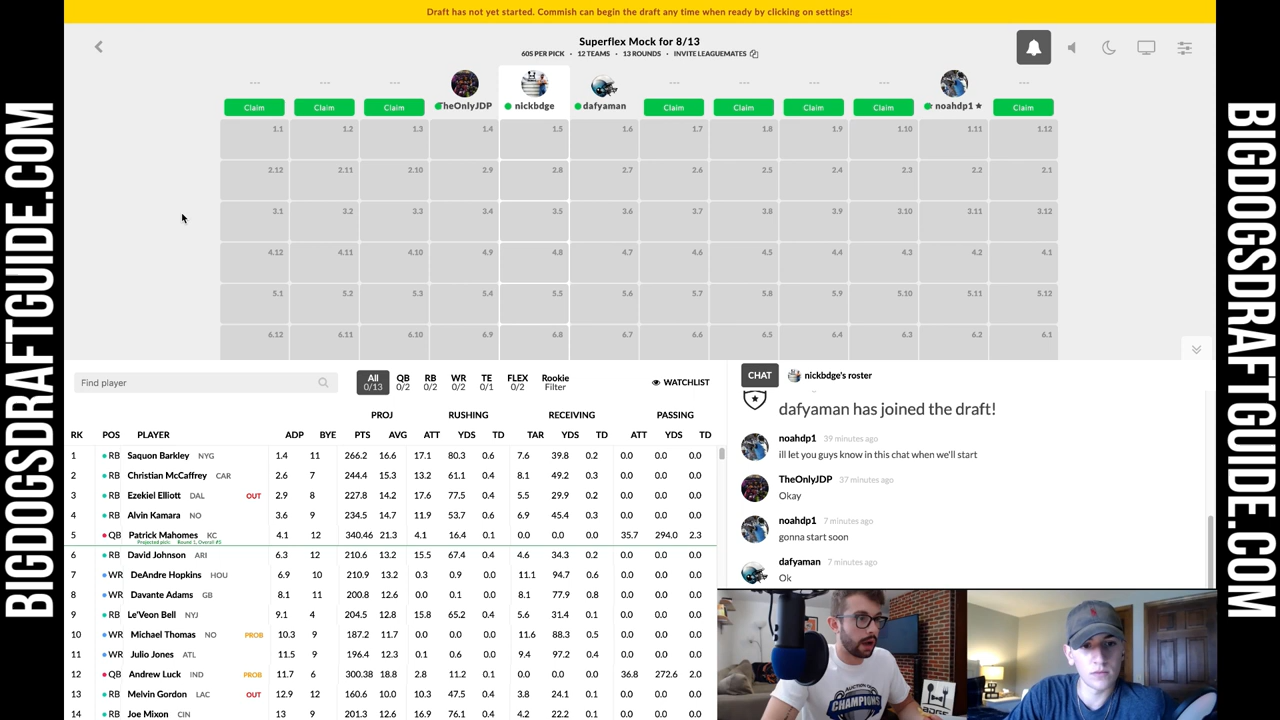 Draft has not yet started. Commish can begin the draft any time when ready by clicking on settings!
Superflex Mock for 8/13
60S PER PICK • 12 TEAMS • 13 ROUNDS • INVITE LEAGUEMATES
--- --- --- --- --- --- --- ---
Claim Claim Claim TheOnlyJDP nickbdge dafyaman Claim Claim Claim Claim noahdp1 ★ Claim
1.1 1.2 1.3 1.4 1.5 1.6 1.7 1.8 1.9 1.10 1.11 1.12
2.12 2.11 2.10 2.9 2.8 2.7 2.6 2.5 2.4 2.3 2.2 2.1
3.1 3.2 3.3 3.4 3.5 3.6 3.7 3.8 3.9 3.10 3.11 3.12
4.12 4.11 4.10 4.9 4.8 4.7 4.6 4.5 4.4 4.3 4.2 4.1
5.1 5.2 5.3 5.4 5.5 5.6 5.7 5.8 5.9 5.10 5.11 5.12
6.12 6.11 6.10 6.9 6.8 6.7 6.6 6.5 6.4 6.3 6.2 6.1
Find player
All QB RB WR TE FLEX Rookie
0/13 0/2 0/2 0/2 0/1 0/2 Filter
WATCHLIST
PROJ RUSHING RECEIVING PASSING
RK POS PLAYER ADP BYE PTS AVG ATT YDS TD TAR YDS TD ATT YDS TD
1 RB Saquon Barkley NYG 1.4 11 266.2 16.6 17.1 80.3 0.6 7.6 39.8 0.2 0.0 0.0 0.0
2 RB Christian McCaffrey CAR 2.6 7 244.4 15.3 13.2 61.1 0.4 8.1 49.2 0.3 0.0 0.0 0.0
3 RB Ezekiel Elliott DAL OUT 2.9 8 227.8 14.2 17.6 77.5 0.4 5.5 29.9 0.2 0.0 0.0 0.0
4 RB Alvin Kamara NO 3.6 9 234.5 14.7 11.9 53.7 0.6 6.9 45.3 0.3 0.0 0.0 0.0
5 QB Patrick Mahomes KC 4.1 12 340.46 21.3 4.1 16.4 0.1 0.0 0.0 0.0 35.7 294.0 2.3
Projected pick: Round 1, Overall #5
6 RB David Johnson ARI 6.3 12 210.6 13.2 15.5 67.4 0.4 4.6 34.3 0.2 0.0 0.0 0.0
7 WR DeAndre Hopkins HOU 6.9 10 210.9 13.2 0.3 0.9 0.0 11.1 94.7 0.6 0.0 0.0 0.0
8 WR Davante Adams GB 8.1 11 200.8 12.6 0.0 0.1 0.0 8.1 77.9 0.8 0.0 0.0 0.0
9 RB Le'Veon Bell NYJ 9.1 4 204.5 12.8 15.8 65.2 0.4 5.6 31.4 0.1 0.0 0.0 0.0
10 WR Michael Thomas NO PROB 10.3 9 187.2 11.7 0.0 0.0 0.0 11.6 88.3 0.5 0.0 0.0 0.0
11 WR Julio Jones ATL 11.5 9 196.4 12.3 0.1 0.6 0.0 9.4 97.2 0.4 0.0 0.0 0.0
12 QB Andrew Luck IND PROB 11.7 6 300.38 18.8 2.8 11.2 0.1 0.0 0.0 0.0 36.8 272.6 2.0
13 RB Melvin Gordon LAC OUT 12.9 12 160.6 10.0 10.3 47.5 0.4 3.8 24.1 0.1 0.0 0.0 0.0
14 RB Joe Mixon CIN 13 9 201.3 12.6 16.9 76.1 0.4 4.2 22.2 0.1 0.0 0.0 0.0
CHAT nickbdge's roster
dafyaman has joined the draft!
noahdp1 39 minutes ago
ill let you guys know in this chat when we'll start
TheOnlyJDP 37 minutes ago
Okay
noahdp1 7 minutes ago
gonna start soon
dafyaman 7 minutes ago
Ok
CHAMPIONS
BIGDOGSDRAFTGUIDE.COM
BIGDOGSDRAFTGUIDE.COM